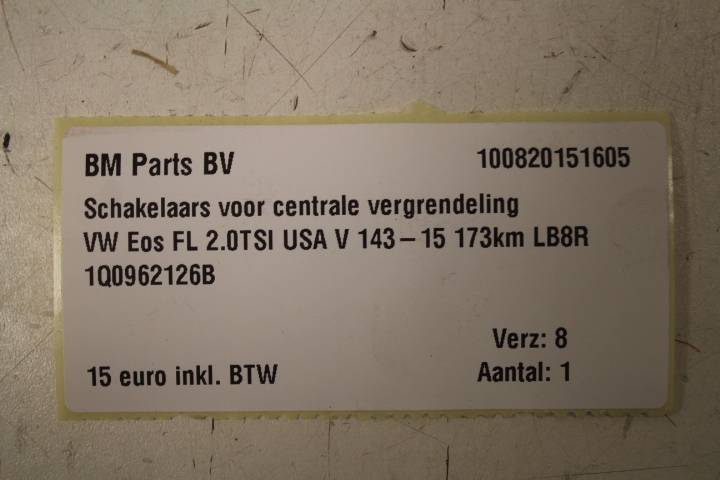 BM Parts BV 100820151605
Schakelaars voor centrale vergrendeling
VW Eos FL 2.0TSI USA V 143 – 15 173km LB8R
1Q0962126B
Verz: 8
15 euro inkl. BTW Aantal: 1